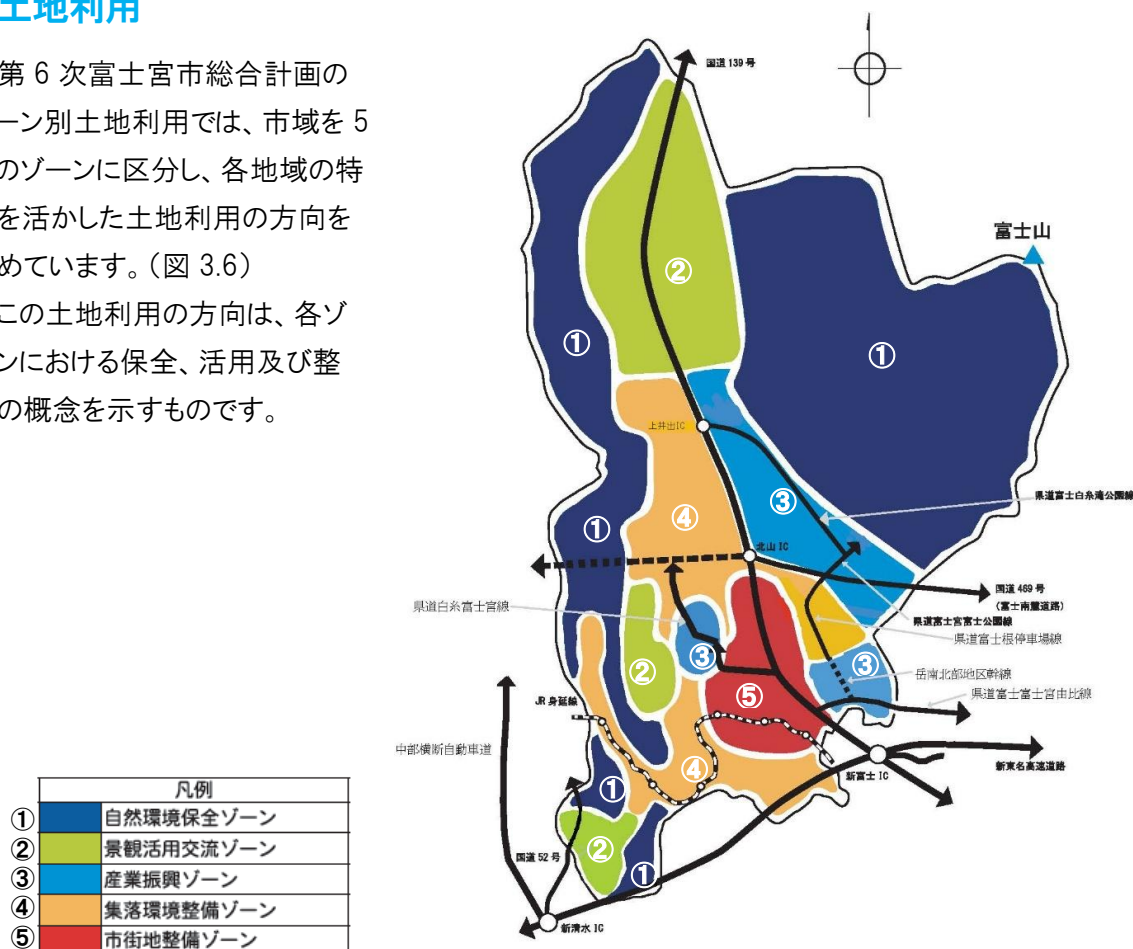 土地利用
第 6 次富士宮市総合計画の
ーン別土地利用では、市域を 5
のゾーンに区分し、各地域の特
を活かした土地利用の方向を
めています。（図 3.6）
この土地利用の方向は、各ゾ
ンにおける保全、活用及び整
の概念を示すものです。
国道 139 号
富士山
②
①
①
上井出IC
③
県道富士白糸滝公園線
④
①
北山 IC
国道 469 号
（富士南麓道路）
県道白糸富士宮線
県道富士宮富士公園線
県道富士根停車場線
③
③
②
岳南北部地区幹線
県道富士富士宮由比線
⑤
JR 身延線
中部横断自動車道
新東名高速道路
④
新富士 IC
①
国道 52 号
②
①
新清水 IC
凡例
① 自然環境保全ゾーン
② 景観活用交流ゾーン
③ 産業振興ゾーン
④ 集落環境整備ゾーン
⑤ 市街地整備ゾーン